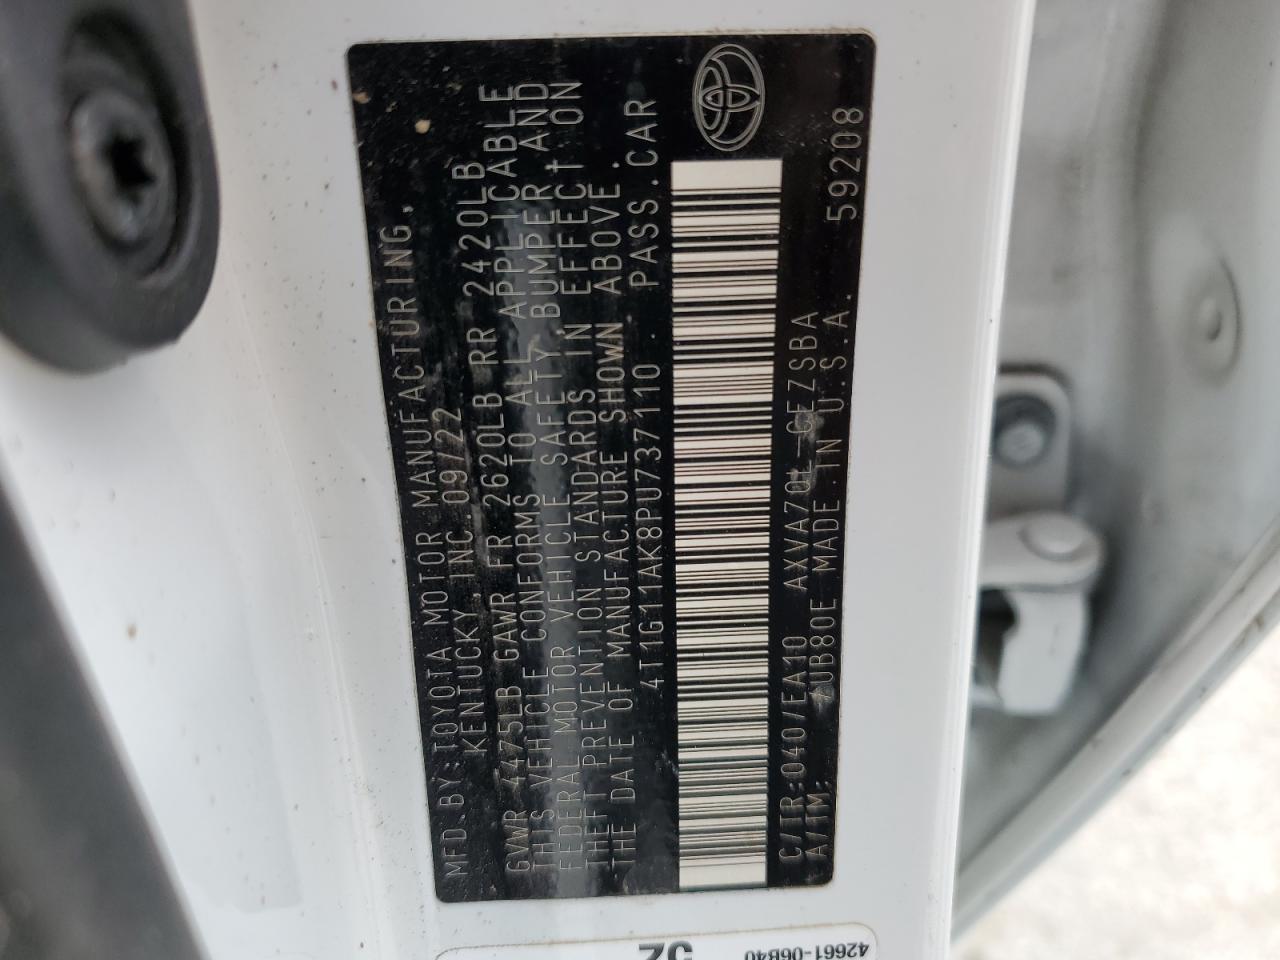 MFD.BY:TOYOTA MOTOR MANUFACTURING.
KENTUCKY INC.09/22
GVWR 4475LB GAWR FR 2620LB RR 2420LB
THIS VEHICLE CONFORMS TO ALL APPLICABLE
FEDERAL MOTOR VEHICLE SAFETY,BUMPER,AND
THEFT PREVENTION STANDARDS IN EFFECT ON
THE DATE OF MANUFACTURE SHOWN ABOVE.
4T1G11AK8PU737110 .PASS.CAR
C/TR:040/EA10 AXVA70L-CEZSBA
A/TM: /UB80E MADE IN U.S.A. 59208
42661-06B40